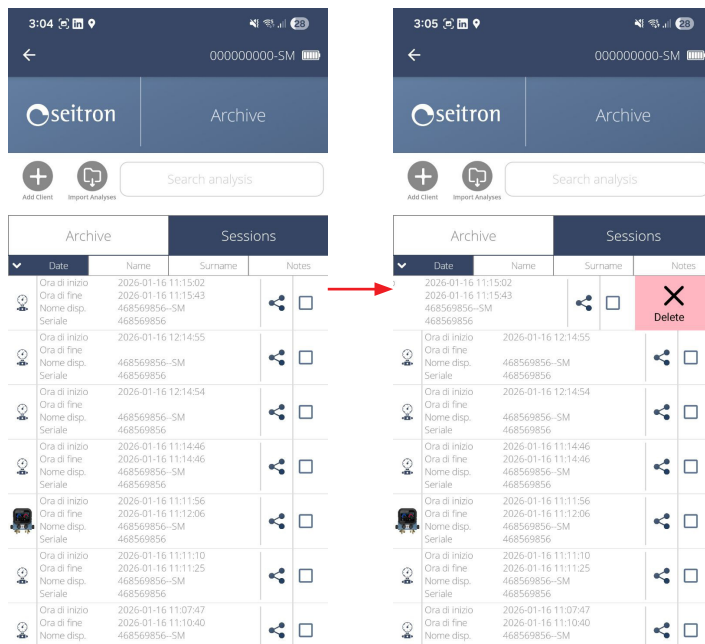 3:04
28
000000000-SM
seitron
Archive
Add Client
Import Analyses
Search analysis
Archive
Sessions
Date
Name
Surname
Notes
Ora di inizio 2026-01-16 11:15:02
Ora di fine 2026-01-16 11:15:43
Nome disp. 468569856--SM
Seriale 468569856
Ora di inizio 2026-01-16 12:14:55
Ora di fine
Nome disp. 468569856--SM
Seriale 468569856
Ora di inizio 2026-01-16 12:14:54
Ora di fine
Nome disp. 468569856--SM
Seriale 468569856
Ora di inizio 2026-01-16 11:14:46
Ora di fine 2026-01-16 11:14:46
Nome disp. 468569856--SM
Seriale 468569856
Ora di inizio 2026-01-16 11:11:56
Ora di fine 2026-01-16 11:12:06
Nome disp. 468569856--SM
Seriale 468569856
Ora di inizio 2026-01-16 11:11:10
Ora di fine 2026-01-16 11:11:25
Nome disp. 468569856--SM
Seriale 468569856
Ora di inizio 2026-01-16 11:07:47
Ora di fine 2026-01-16 11:10:40
Nome disp. 468569856--SM
3:05
28
000000000-SM
seitron
Archive
Add Client
Import Analyses
Search analysis
Archive
Sessions
Date
Name
Surname
Notes
2026-01-16 11:15:02
2026-01-16 11:15:43
468569856--SM
468569856
Delete
Ora di inizio 2026-01-16 12:14:55
Ora di fine
Nome disp. 468569856--SM
Seriale 468569856
Ora di inizio 2026-01-16 12:14:54
Ora di fine
Nome disp. 468569856--SM
Seriale 468569856
Ora di inizio 2026-01-16 11:14:46
Ora di fine 2026-01-16 11:14:46
Nome disp. 468569856--SM
Seriale 468569856
Ora di inizio 2026-01-16 11:11:56
Ora di fine 2026-01-16 11:12:06
Nome disp. 468569856--SM
Seriale 468569856
Ora di inizio 2026-01-16 11:11:10
Ora di fine 2026-01-16 11:11:25
Nome disp. 468569856--SM
Seriale 468569856
Ora di inizio 2026-01-16 11:07:47
Ora di fine 2026-01-16 11:10:40
Nome disp. 468569856--SM